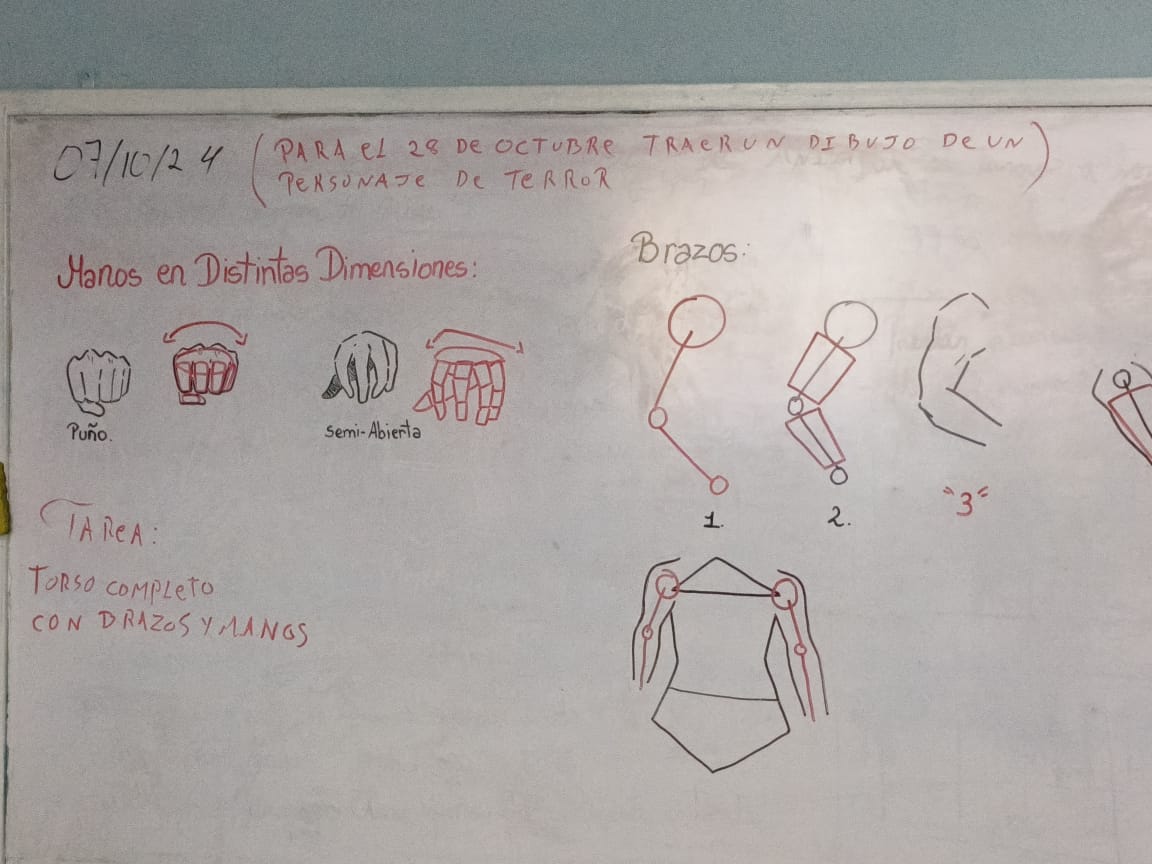 07/10/24
(PARA El 28 De OCTUBRe TRAeR UN DIBUJO De UN
PeRSONAJe De TeRROR)
Manos en Distintas Dimensiones:
Brazos:
Puño.
Semi-Abierta
1.
2.
"3"
TAReA:
TORSO COMPLeTO
CON BRAZOS Y MANOS